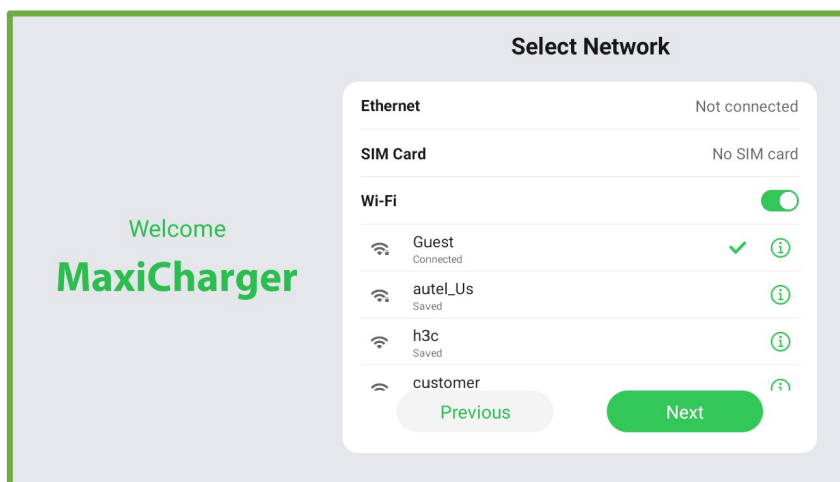 Select Network
Ethernet Not connected
SIM Card No SIM card
Wi-Fi
Welcome
MaxiCharger
Guest
Connected
autel_Us
Saved
h3c
Saved
customer
Previous Next